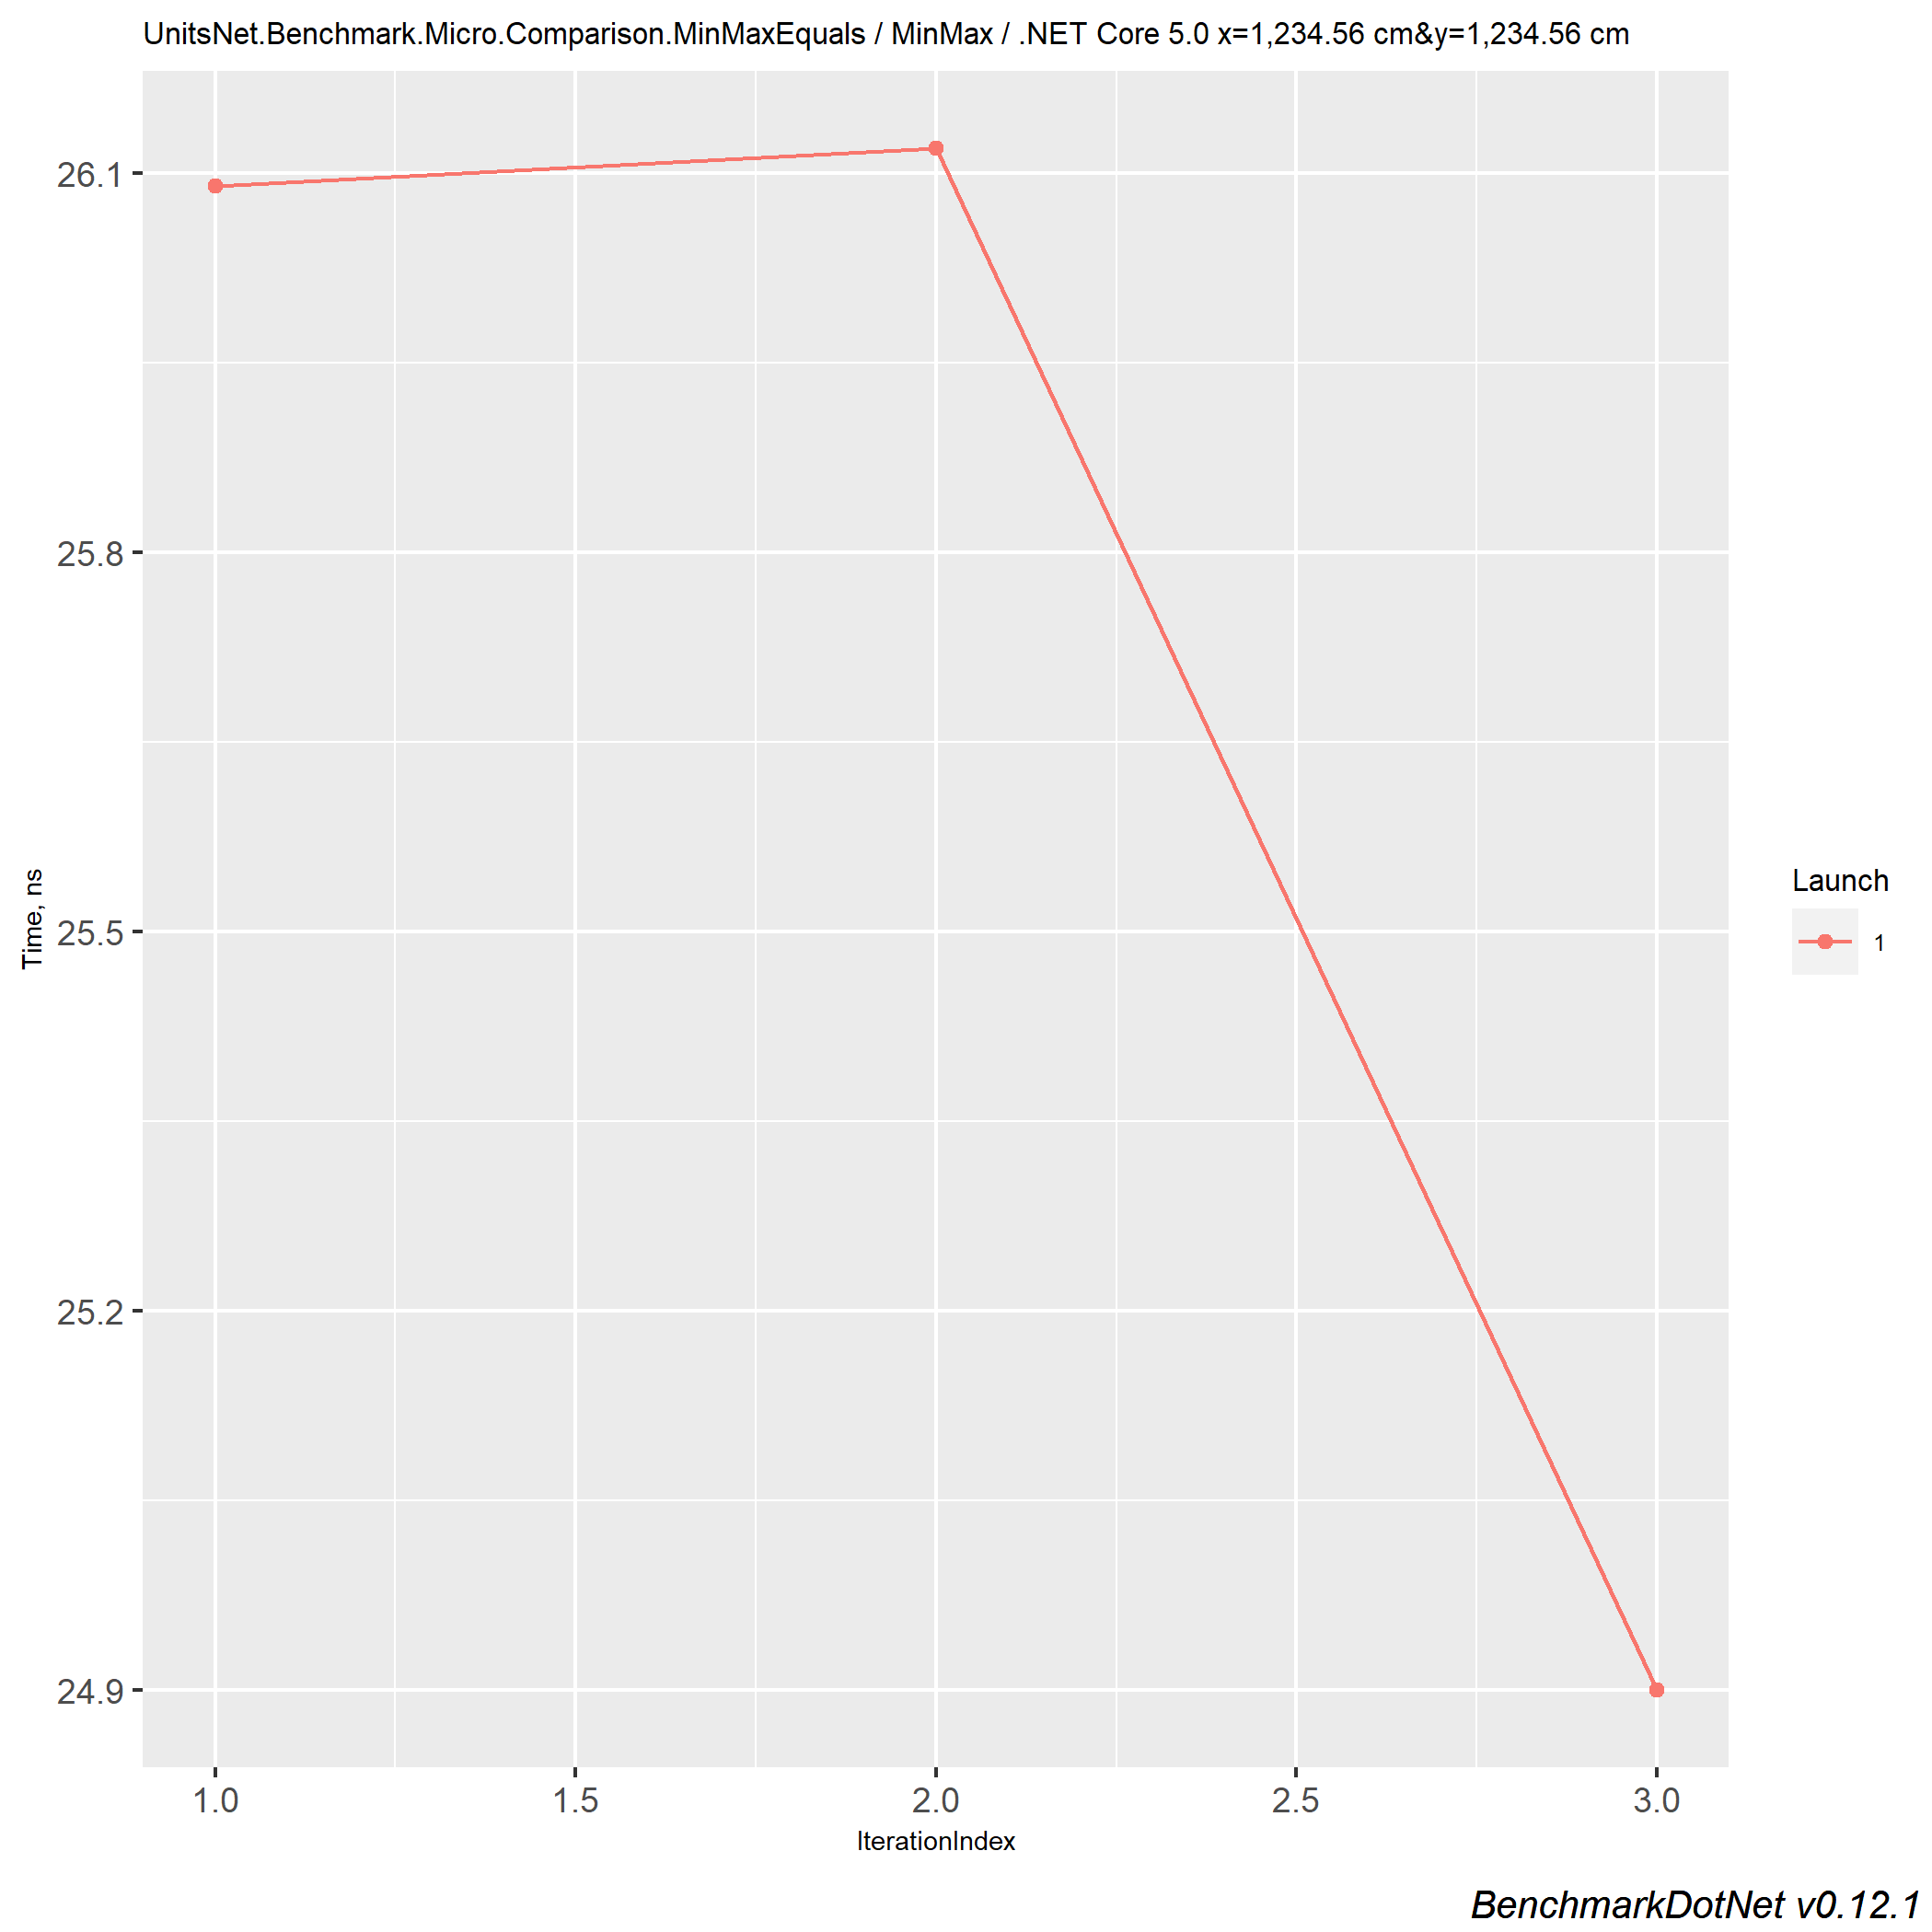 UnitsNet.Benchmark.Micro.Comparison.MinMaxEquals / MinMax / .NET Core 5.0 x=1,234.56 cm&y=1,234.56 cm
26.1
25.8
25.5
25.2
24.9
Time, ns
1.0 1.5 2.0 2.5 3.0
IterationIndex
Launch
1
BenchmarkDotNet v0.12.1